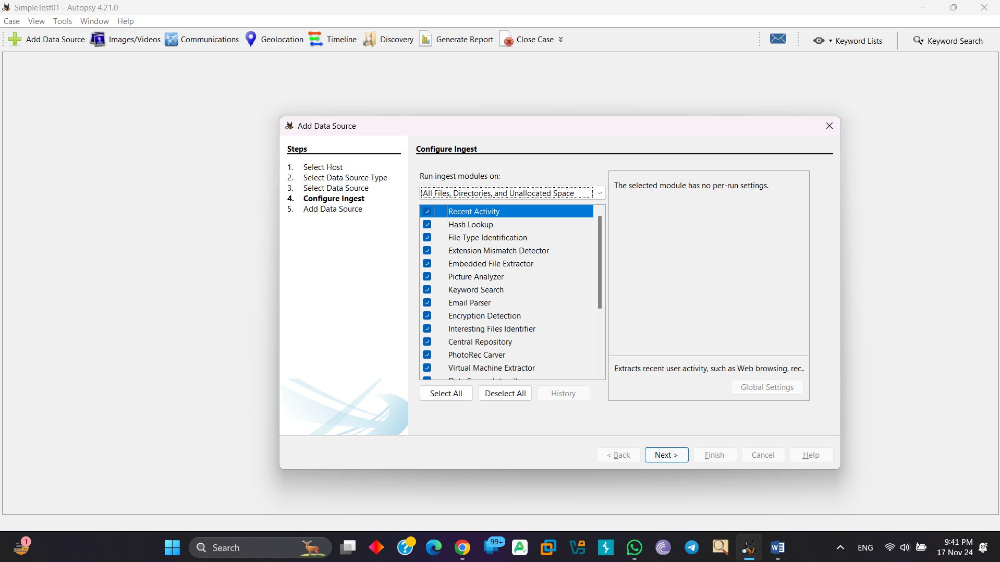 SimpleTest01 - Autopsy 4.21.0
Case View Tools Window Help
Add Data Source Images/Videos Communications Geolocation Timeline Discovery Generate Report Close Case Keyword Lists Keyword Search
Add Data Source
Steps
1. Select Host
2. Select Data Source Type
3. Select Data Source
4. Configure Ingest
5. Add Data Source
Configure Ingest
Run ingest modules on:
All Files, Directories, and Unallocated Space
Recent Activity
Hash Lookup
File Type Identification
Extension Mismatch Detector
Embedded File Extractor
Picture Analyzer
Keyword Search
Email Parser
Encryption Detection
Interesting Files Identifier
Central Repository
PhotoRec Carver
Virtual Machine Extractor
Select All Deselect All History
The selected module has no per-run settings.
Extracts recent user activity, such as Web browsing, rec..
Global Settings
< Back Next > Finish Cancel Help
1
Search
99+
ENG
9:41 PM
17 Nov 24